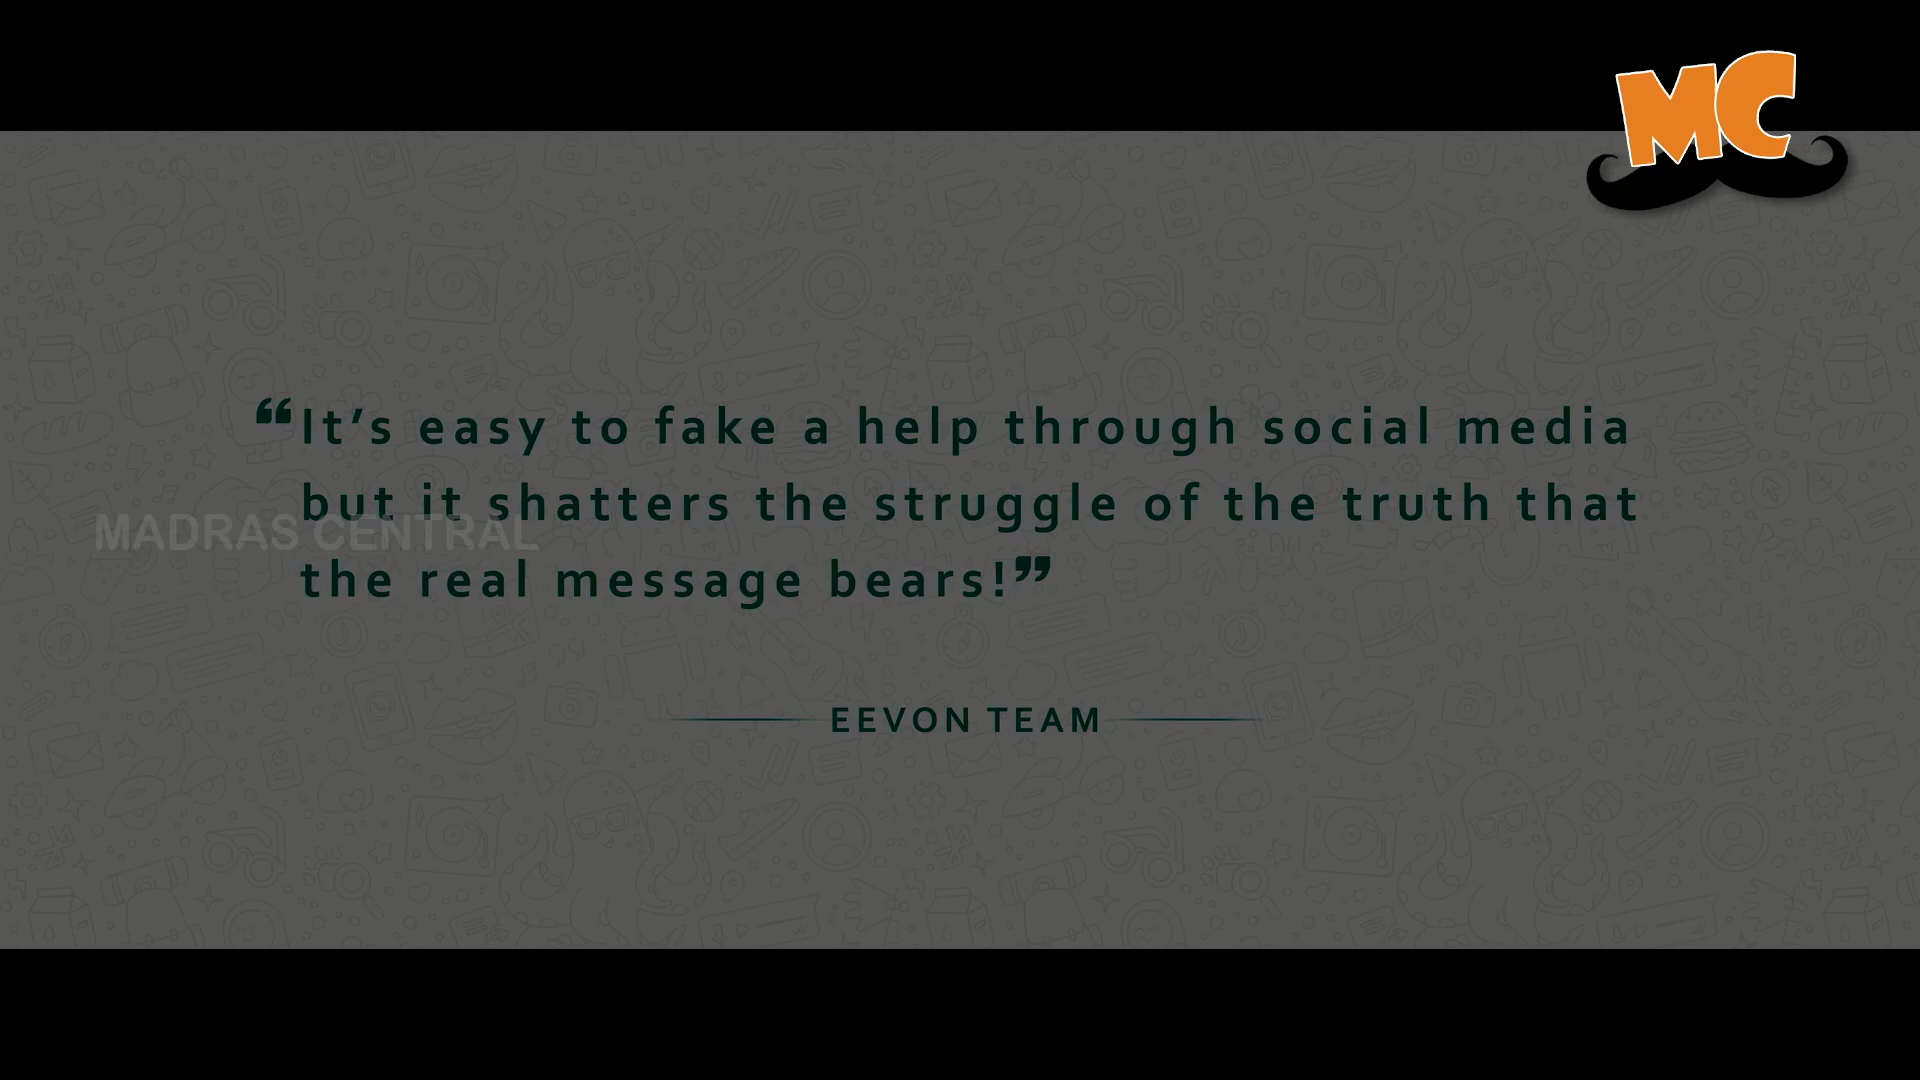 MC
“It’s easy to fake a help through social media
but it shatters the struggle of the truth that
MADRAS CENTRAL
the real message bears!”
EEVON TEAM